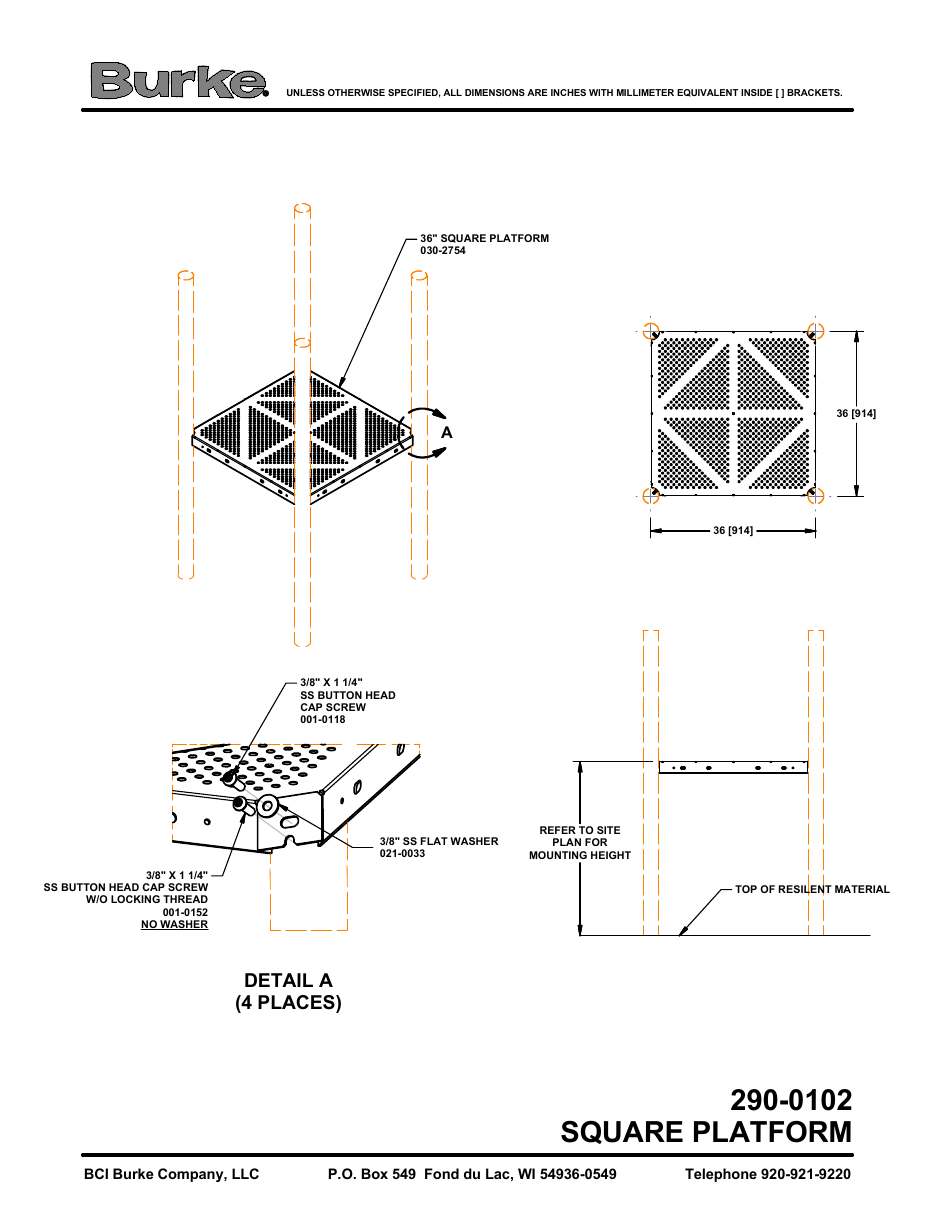 Burke
UNLESS OTHERWISE SPECIFIED, ALL DIMENSIONS ARE INCHES WITH MILLIMETER EQUIVALENT INSIDE [ ] BRACKETS.
36" SQUARE PLATFORM
030-2754
A
36 [914]
36 [914]
3/8" X 1 1/4"
SS BUTTON HEAD
CAP SCREW
001-0118
3/8" SS FLAT WASHER
021-0033
3/8" X 1 1/4"
SS BUTTON HEAD CAP SCREW
W/O LOCKING THREAD
001-0152
NO WASHER
REFER TO SITE
PLAN FOR
MOUNTING HEIGHT
TOP OF RESILENT MATERIAL
DETAIL A
(4 PLACES)
290-0102
SQUARE PLATFORM
BCI Burke Company, LLC P.O. Box 549 Fond du Lac, WI 54936-0549 Telephone 920-921-9220